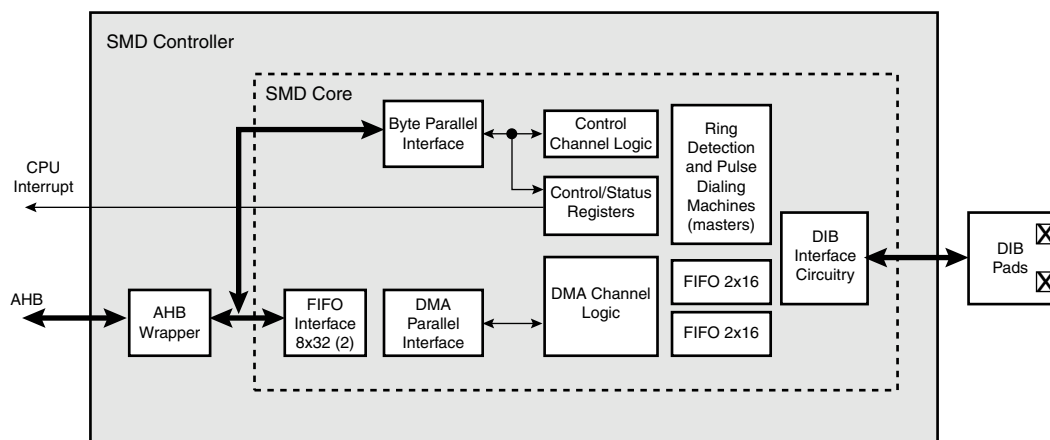 SMD Controller
SMD Core
Byte Parallel
Interface
Control
Channel Logic
Ring
Detection
and Pulse
Dialing
Machines
(masters)
CPU
Interrupt
Control/Status
Registers
DIB
Interface
Circuitry
DIB
Pads
AHB
AHB
Wrapper
FIFO
Interface
8x32 (2)
DMA
Parallel
Interface
DMA Channel
Logic
FIFO 2x16
FIFO 2x16